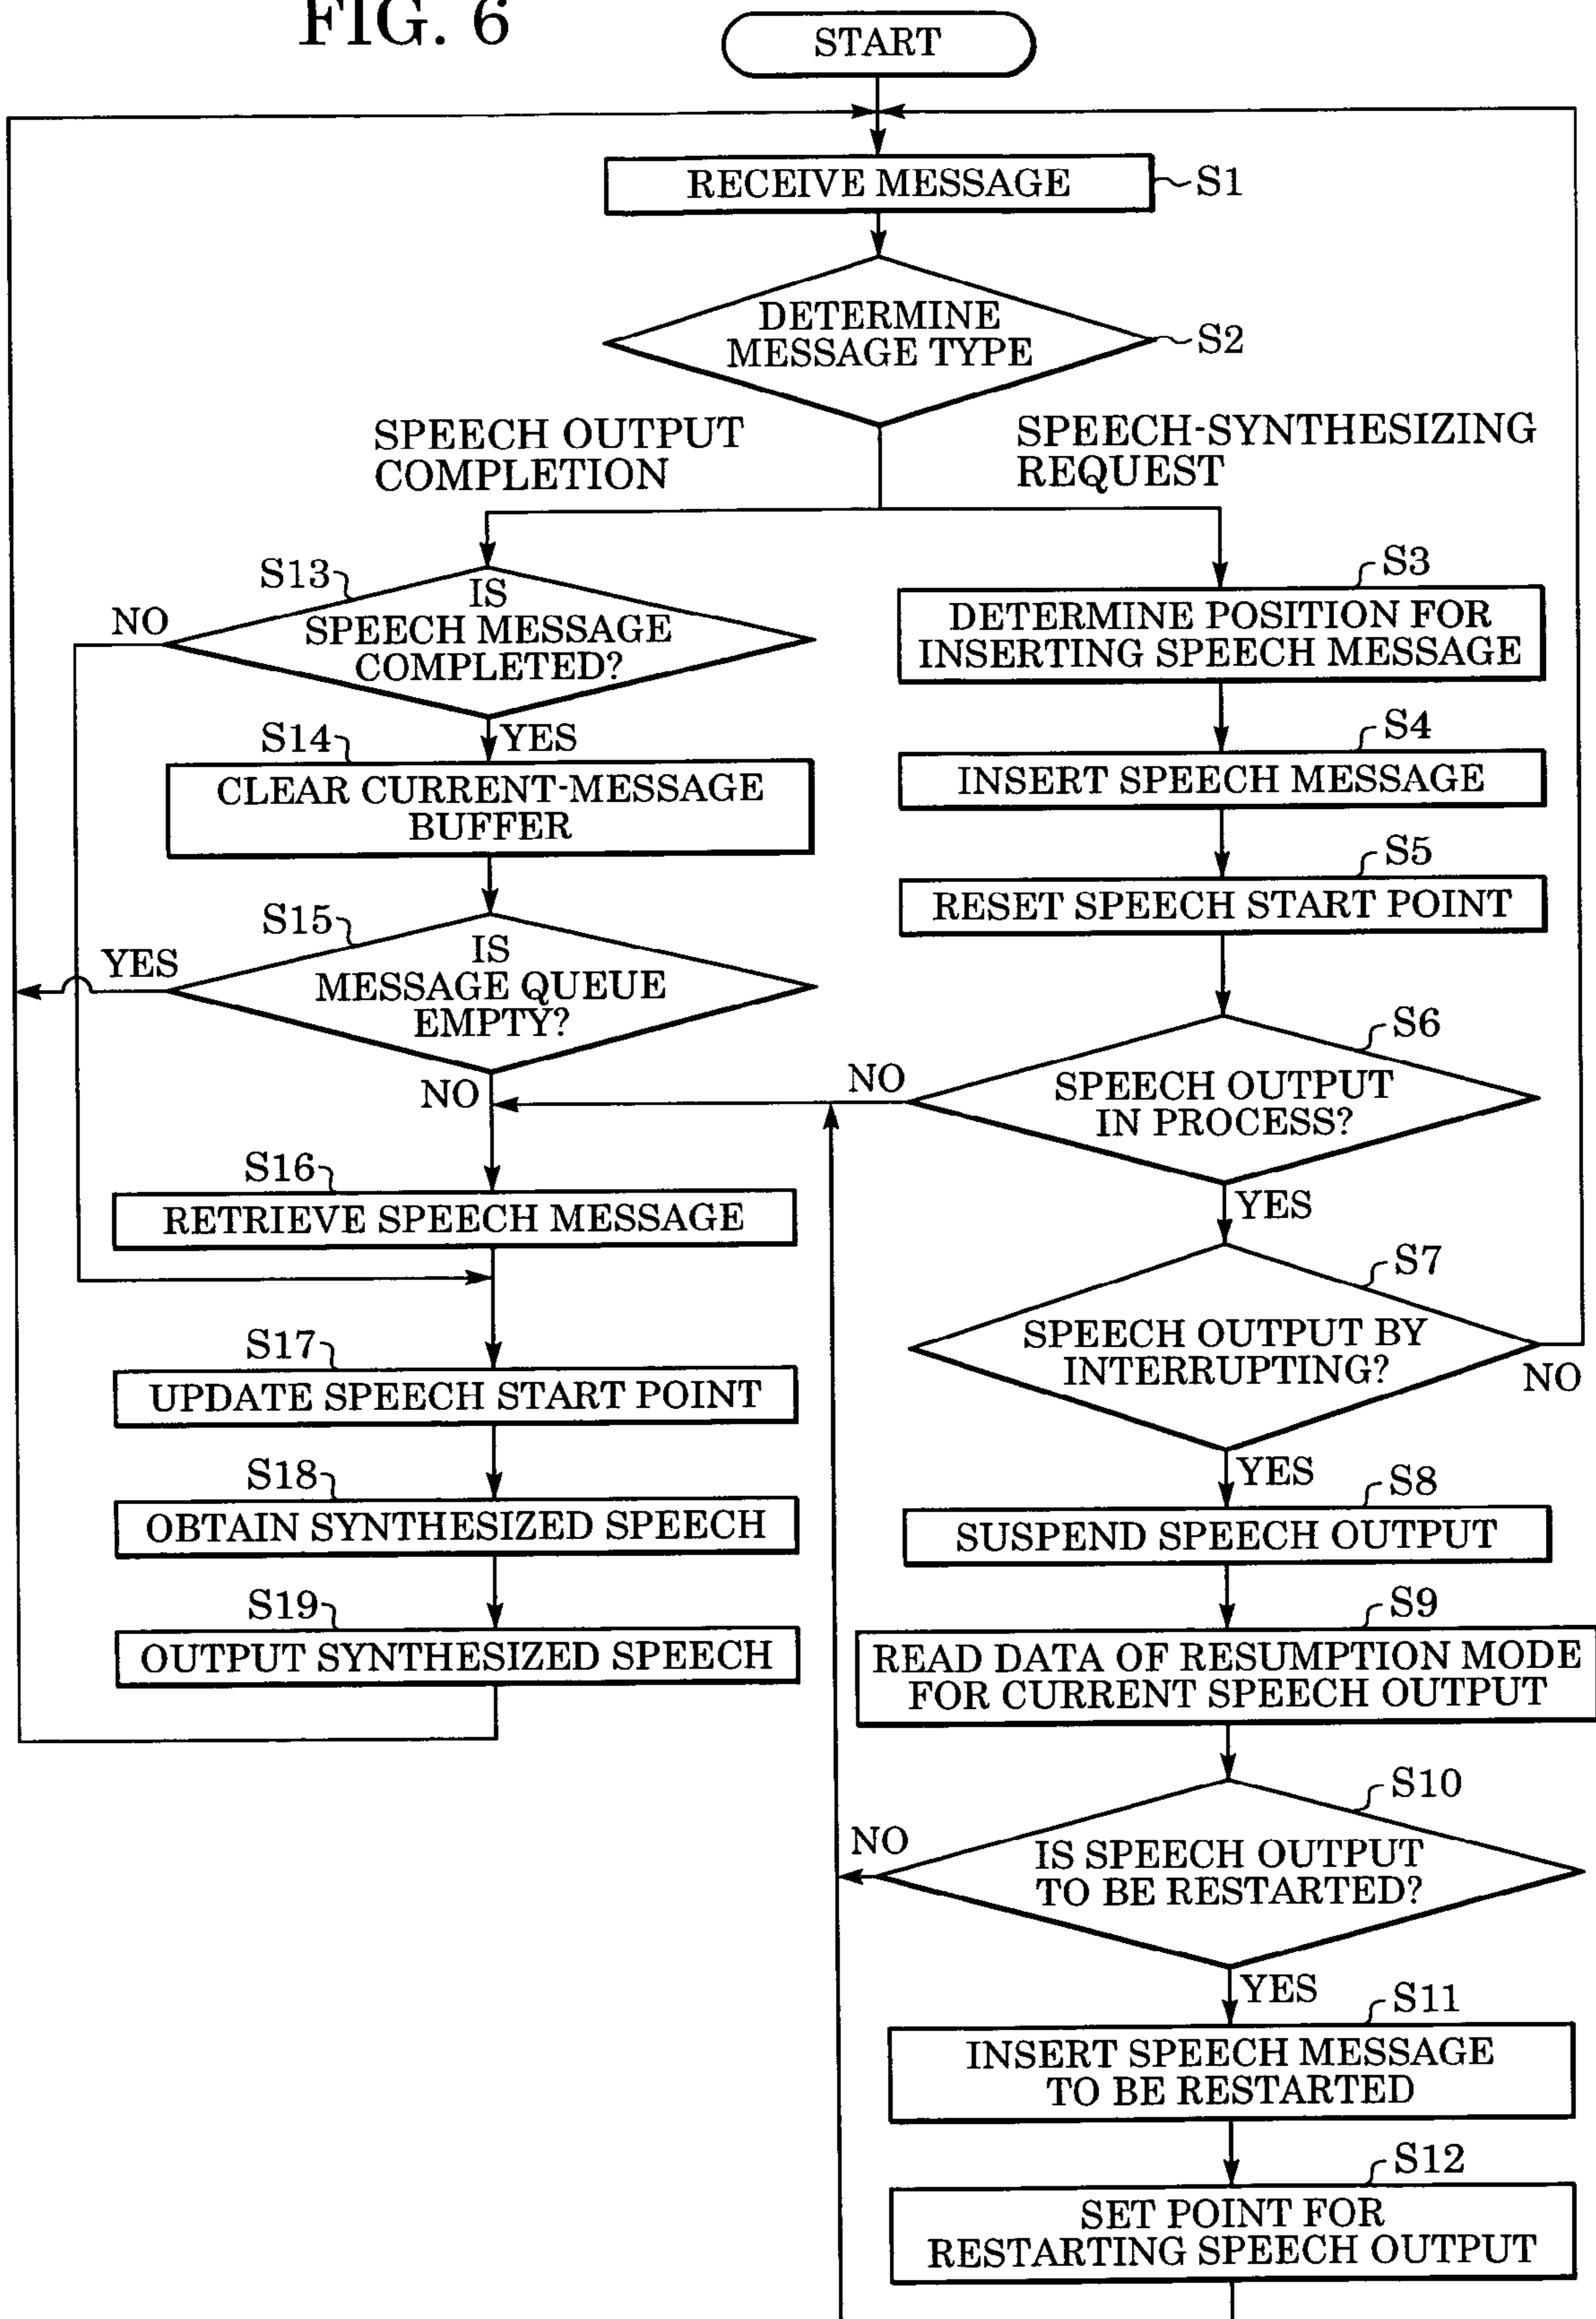 FIG. 6
START
RECEIVE MESSAGE
S1
DETERMINE
MESSAGE TYPE
S2
SPEECH OUTPUT
COMPLETION
SPEECH-SYNTHESIZING
REQUEST
S13
IS
SPEECH MESSAGE
COMPLETED?
NO
YES
S14
CLEAR CURRENT-MESSAGE
BUFFER
S15
IS
MESSAGE QUEUE
EMPTY?
YES
NO
S16
RETRIEVE SPEECH MESSAGE
S17
UPDATE SPEECH START POINT
S18
OBTAIN SYNTHESIZED SPEECH
S19
OUTPUT SYNTHESIZED SPEECH
S3
DETERMINE POSITION FOR
INSERTING SPEECH MESSAGE
S4
INSERT SPEECH MESSAGE
S5
RESET SPEECH START POINT
S6
SPEECH OUTPUT
IN PROCESS?
NO
YES
S7
SPEECH OUTPUT BY
INTERRUPTING?
NO
YES
S8
SUSPEND SPEECH OUTPUT
S9
READ DATA OF RESUMPTION MODE
FOR CURRENT SPEECH OUTPUT
S10
IS SPEECH OUTPUT
TO BE RESTARTED?
NO
YES
S11
INSERT SPEECH MESSAGE
TO BE RESTARTED
S12
SET POINT FOR
RESTARTING SPEECH OUTPUT